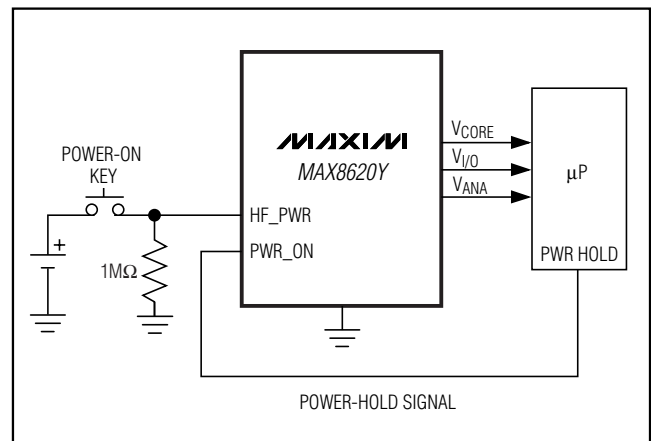 MAXIM
MAX8620Y
POWER-ON
KEY
+
1MΩ
HF_PWR
PWR_ON
VCORE
VI/O
VANA
μP
PWR HOLD
POWER-HOLD SIGNAL